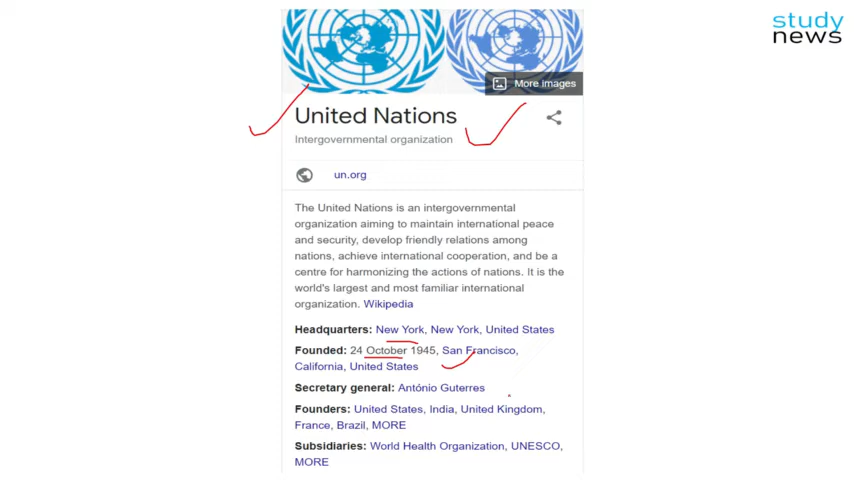 study
news
More images
United Nations
Intergovernmental organization
un.org
The United Nations is an intergovernmental
organization aiming to maintain international peace
and security, develop friendly relations among
nations, achieve international cooperation, and be a
centre for harmonizing the actions of nations. It is the
world's largest and most familiar international
organization. Wikipedia
Headquarters: New York, New York, United States
Founded: 24 October 1945, San Francisco,
California, United States
Secretary general: António Guterres
Founders: United States, India, United Kingdom,
France, Brazil, MORE
Subsidiaries: World Health Organization, UNESCO,
MORE